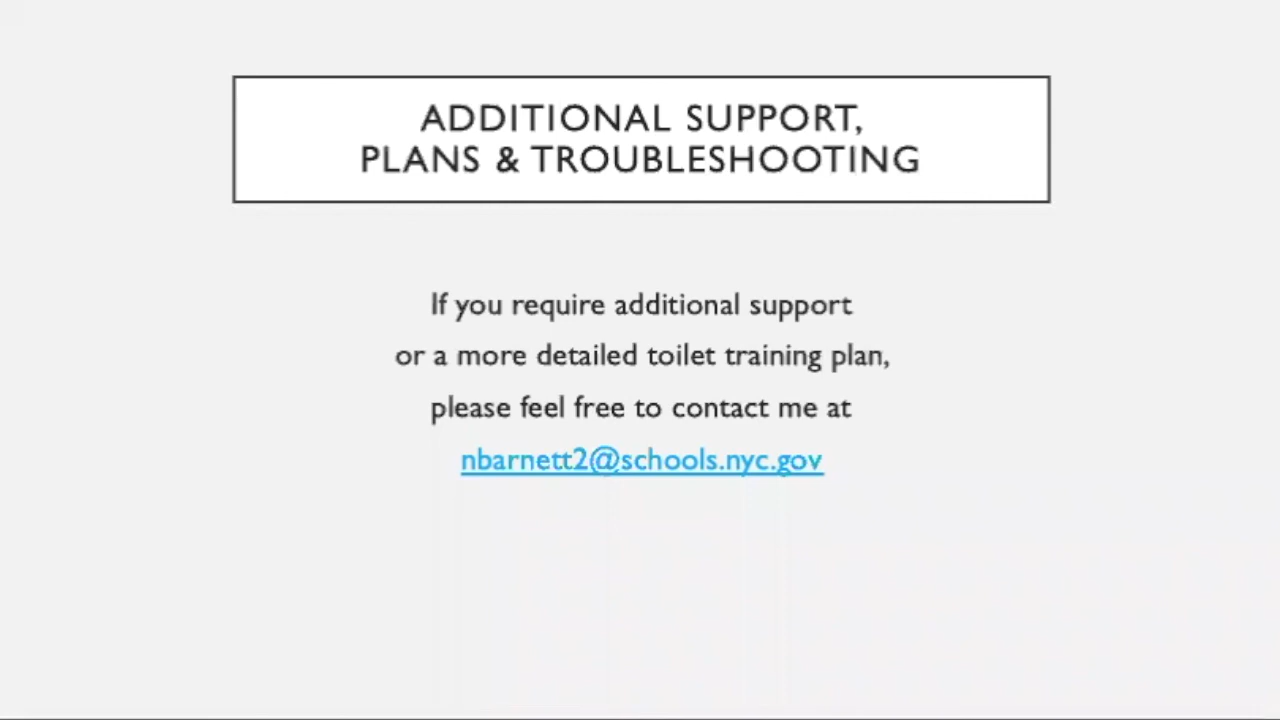 ADDITIONAL SUPPORT,
PLANS & TROUBLESHOOTING
If you require additional support
or a more detailed toilet training plan,
please feel free to contact me at
nbarnett2@schools.nyc.gov